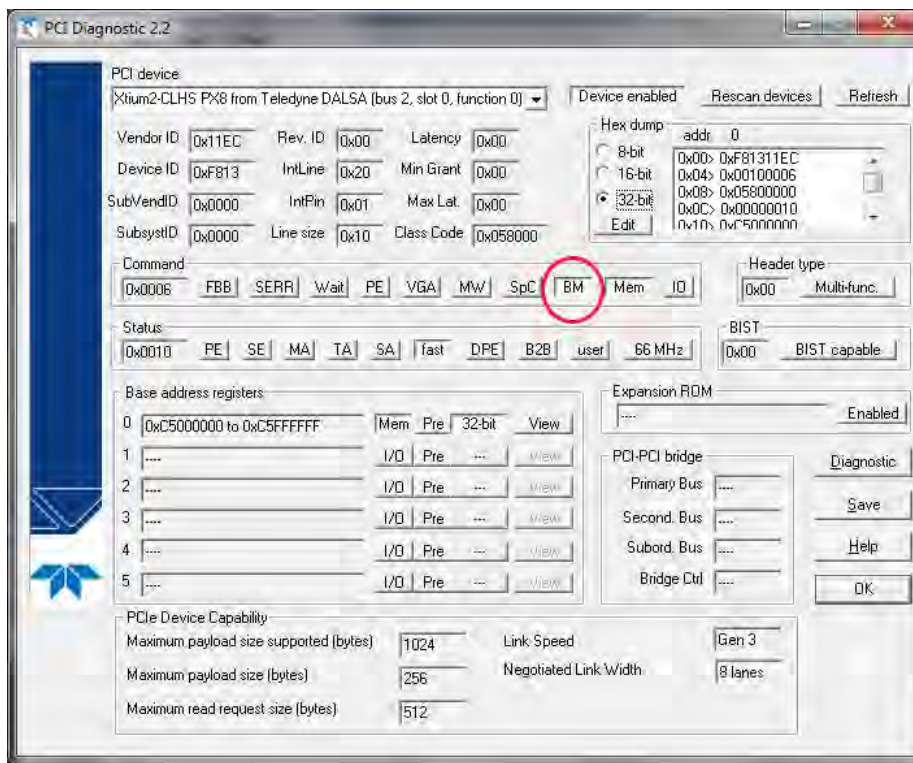 PCI Diagnostic 2.2
PCI device
Xtium2-CLHS PX8 from Teledyne DALSA (bus 2, slot 0, function 0) Device enabled Rescan devices Refresh
Vendor ID 0x11EC Rev. ID 0x00 Latency 0x00
Device ID 0xF813 IntLine 0x20 Min Grant 0x00
SubVendID 0x0000 IntPin 0x01 Max Lat. 0x00
SubsystID 0x0000 Line size 0x10 Class Code 0x058000
Hex dump
addr 0
8-bit
16-bit
32-bit
Edit
0x00> 0xF81311EC
0x04> 0x00100006
0x08> 0x05800000
0x0C> 0x00000010
0x10> 0xC5000000
Command
0x0006 FBB SERR Wait PE VGA MW SpC BM Mem IO
Header type
0x00 Multi-func.
Status
0x0010 PE SE MA TA SA fast DPE B2B user 66 MHz
BIST
0x00 BIST capable
Base address registers
0 0xC5000000 to 0xC5FFFFFF Mem Pre 32-bit View
1 ---- I/O Pre --- View
2 ---- I/O Pre --- View
3 ---- I/O Pre --- View
4 ---- I/O Pre --- View
5 ---- I/O Pre --- View
Expansion ROM
---- Enabled
PCI-PCI bridge
Primary Bus ----
Second. Bus ----
Subord. Bus ----
Bridge Ctrl ----
Diagnostic
Save
Help
OK
PCIe Device Capability
Maximum payload size supported (bytes) 1024 Link Speed Gen 3
Maximum payload size (bytes) 256 Negotiated Link Width 8 lanes
Maximum read request size (bytes) 512